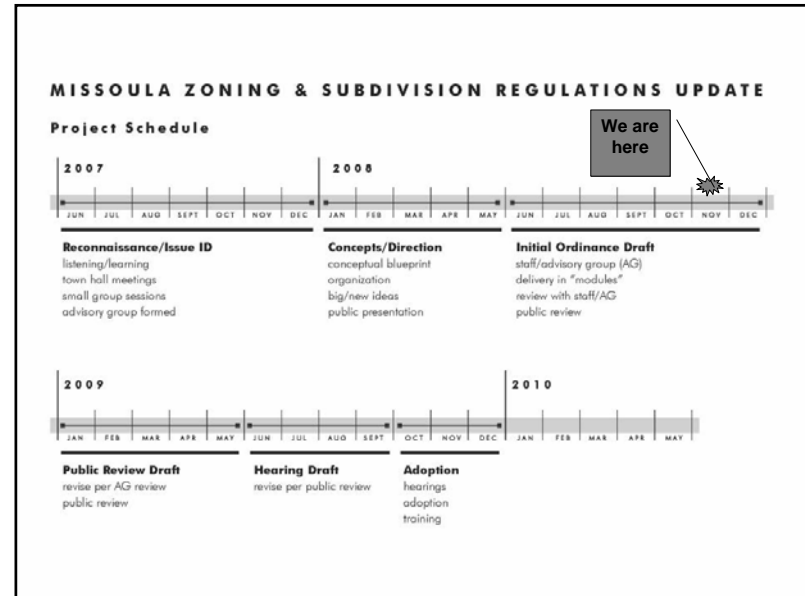 MISSOULA ZONING & SUBDIVISION REGULATIONS UPDATE
Project Schedule
We are
here
2007 2008
JUN JUL AUG SEPT OCT NOV DEC JAN FEB MAR APR MAY JUN JUL AUG SEPT OCT NOV DEC
Reconnaissance/Issue ID
listening/learning
town hall meetings
small group sessions
advisory group formed
Concepts/Direction
conceptual blueprint
organization
big/new ideas
public presentation
Initial Ordinance Draft
staff/advisory group (AG)
delivery in "modules"
review with staff/AG
public review
2009 2010
JAN FEB MAR APR MAY JUN JUL AUG SEPT OCT NOV DEC JAN FEB MAR APR MAY
Public Review Draft
revise per AG review
public review
Hearing Draft
revise per public review
Adoption
hearings
adoption
training